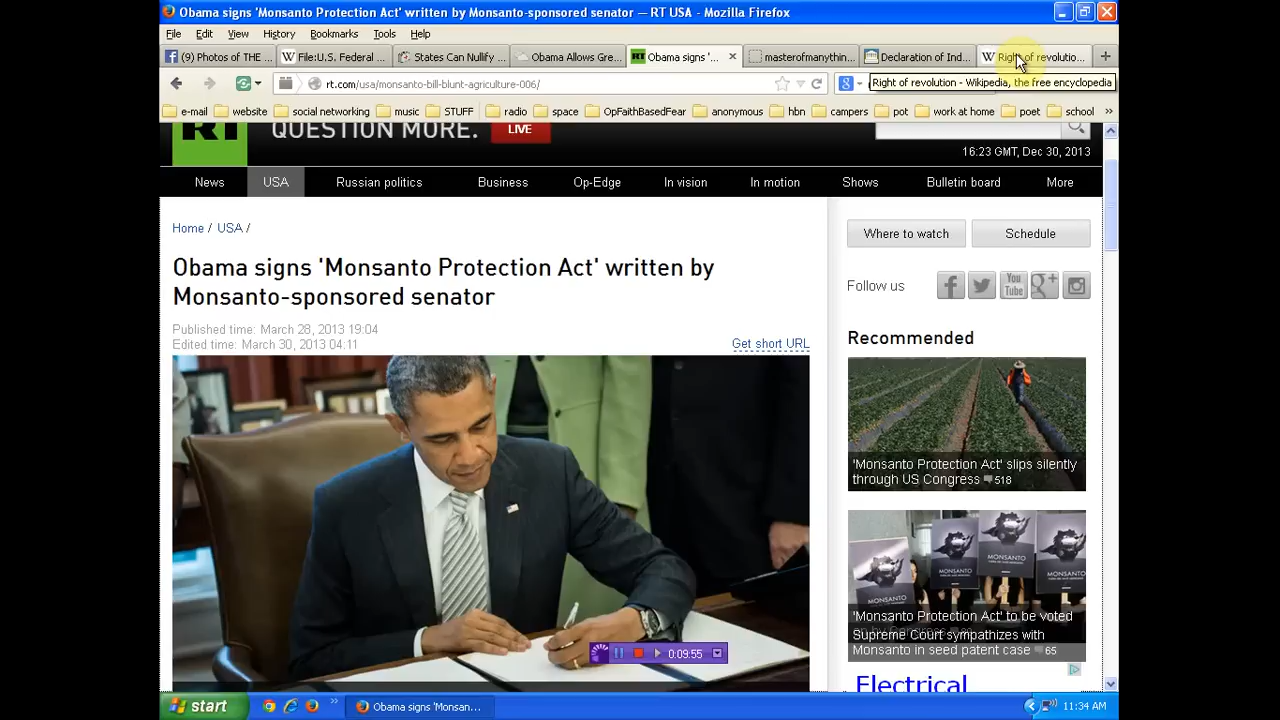 Obama signs 'Monsanto Protection Act' written by Monsanto-sponsored senator — RT USA - Mozilla Firefox
File Edit View History Bookmarks Tools Help
(9) Photos of THE ...
File:U.S. Federal ...
States Can Nullify ...
Obama Allows Gre...
Obama signs '...
masterofmanythin...
Declaration of Ind...
Right of revolutio...
rt.com/usa/monsanto-bill-blunt-agriculture-006/
Right of revolution - Wikipedia, the free encyclopedia
e-mail website social networking music STUFF radio space OpFaithBasedFear anonymous hbn campers pot work at home poet school »
RT QUESTION MORE. LIVE
16:23 GMT, Dec 30, 2013
News USA Russian politics Business Op-Edge In vision In motion Shows Bulletin board More
Home / USA /
Where to watch
Schedule
Obama signs 'Monsanto Protection Act' written by
Monsanto-sponsored senator
Follow us
You Tube
Published time: March 28, 2013 19:04
Edited time: March 30, 2013 04:11
Get short URL
Recommended
'Monsanto Protection Act' slips silently
through US Congress 518
MONSANTO
MONSANTO
MONSANTO
'Monsanto Protection Act' to be voted
Supreme Court sympathizes with
Monsanto in seed patent case 65
0:09:55
Electrical
start
Obama signs 'Monsan...
11:34 AM